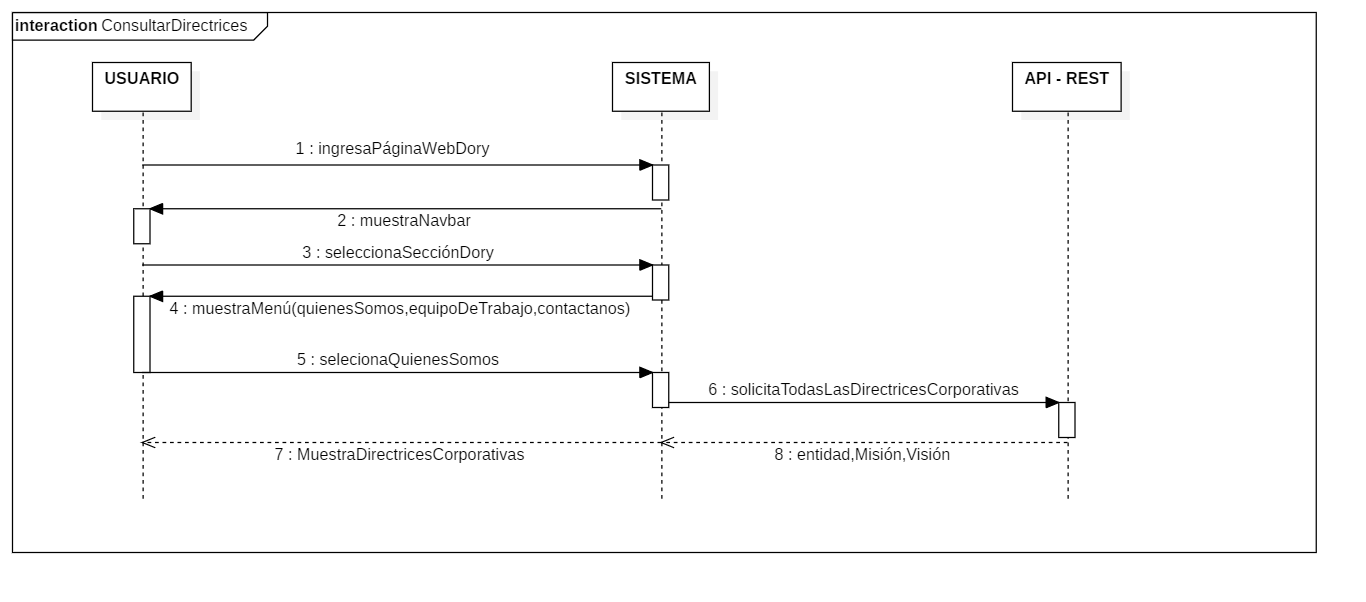 interaction ConsultarDirectrices
USUARIO
SISTEMA
API - REST
1 : ingresaPáginaWebDory
2 : muestraNavbar
3 : seleccionaSecciónDory
4 : muestraMenú(quienesSomos,equipoDeTrabajo,contactanos)
5 : selecionaQuienesSomos
6 : solicitaTodasLasDirectricesCorporativas
7 : MuestraDirectricesCorporativas
8 : entidad,Misión,Visión